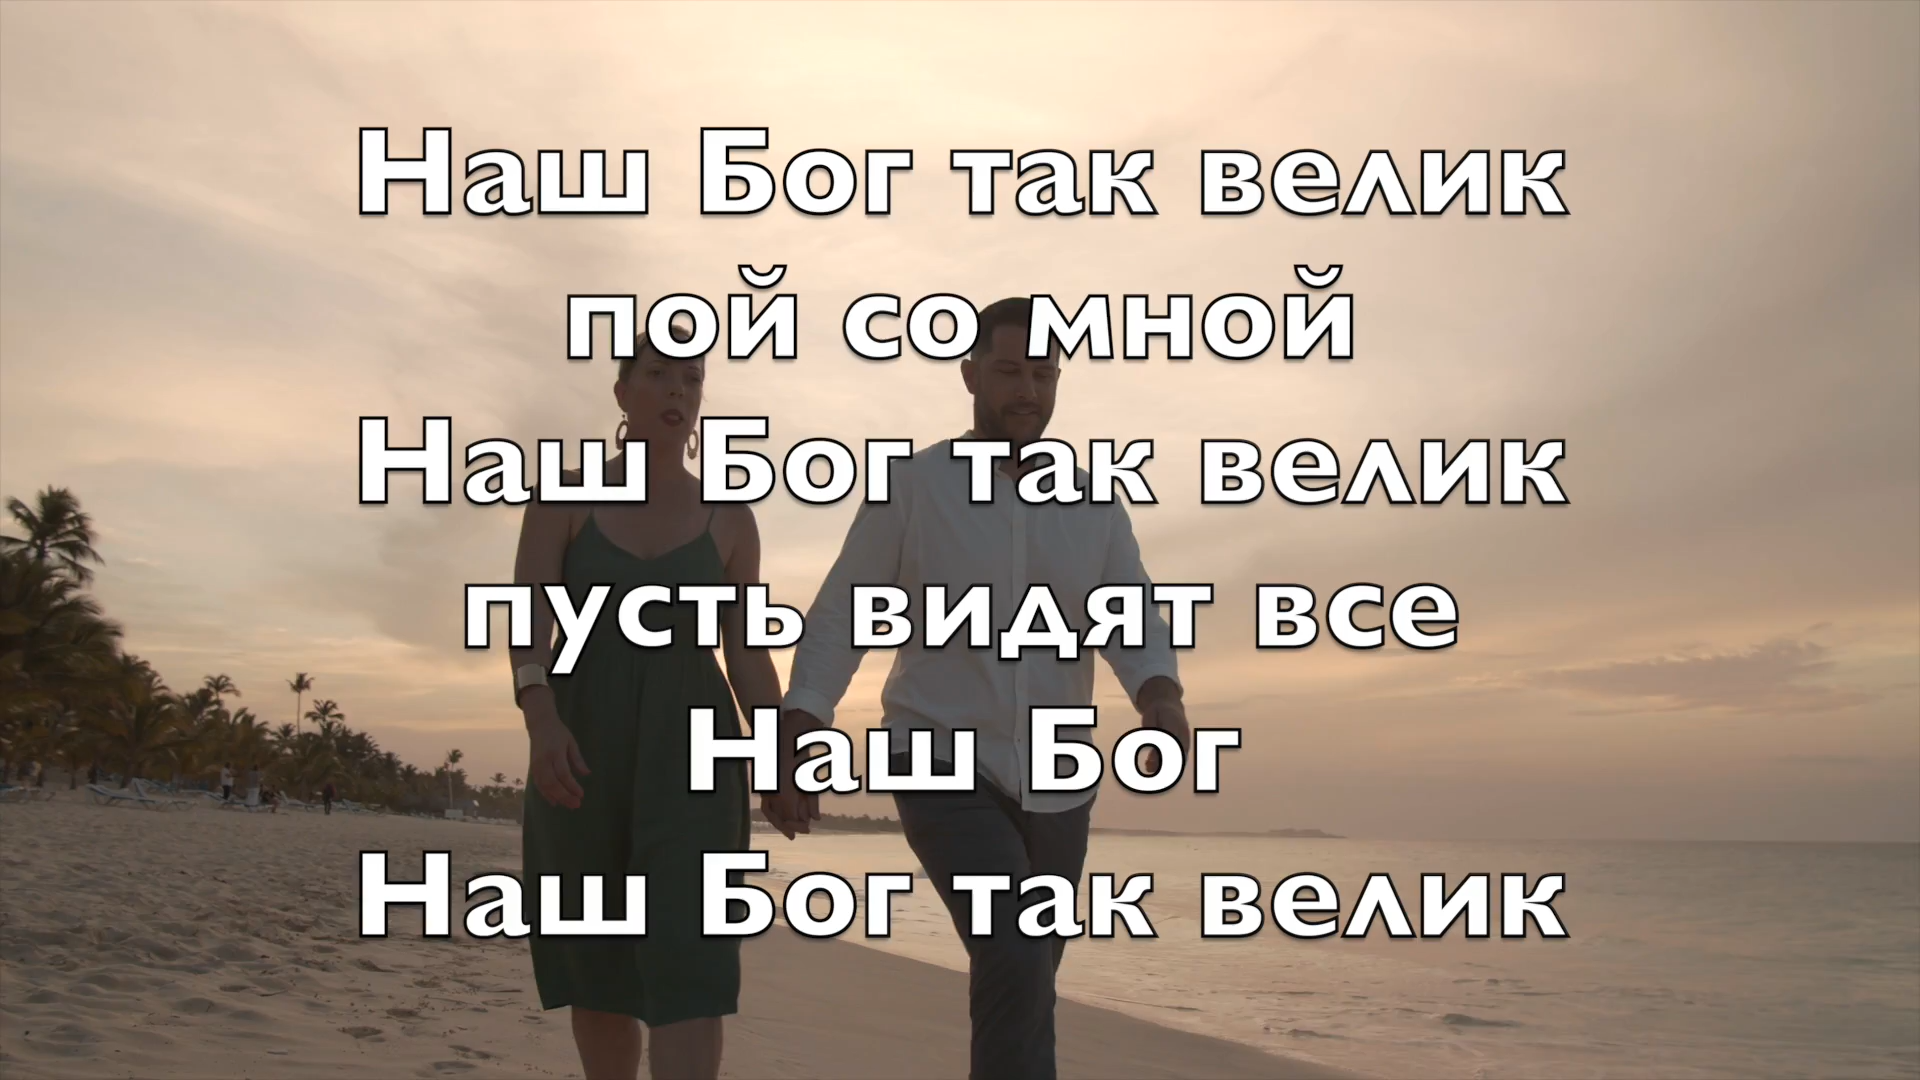 Наш Бог так велик
пой со мной
Наш Бог так велик
пусть видят все
Наш Бог
Наш Бог так велик